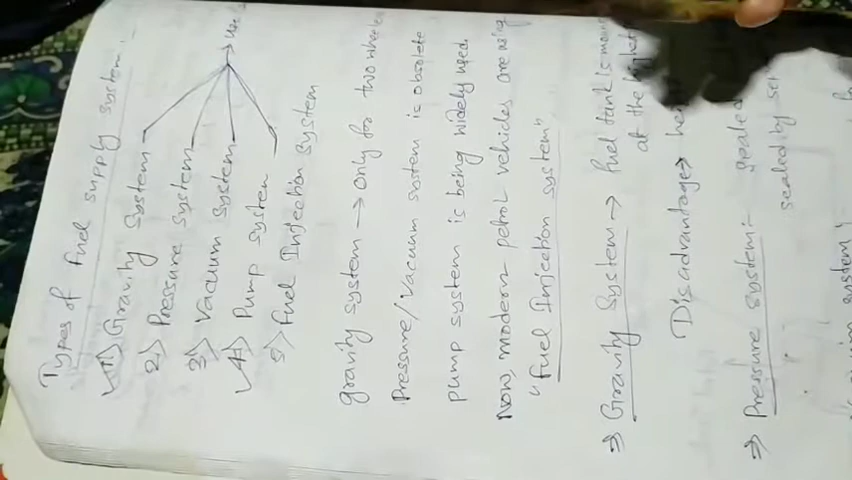 Types of fuel supply system:-
1) Gravity System
2) Pressure system
3) Vacuum System
4) Pump system
5) Fuel Injection System
gravity system → only for two wheeler
Pressure/Vacuum system is obsolete
pump system is being widely used.
Now, modern petrol vehicles are using
"fuel Injection system"
⇒ Gravity System → fuel tank is
at the
Disadvantage →
⇒ Pressure system:-
sealed by
system: